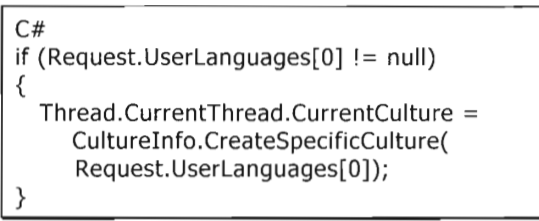 C#
if (Request.UserLanguages[0] != null)
{
Thread.CurrentThread.CurrentCulture =
CultureInfo.CreateSpecificCulture(
Request.UserLanguages[0]);
}